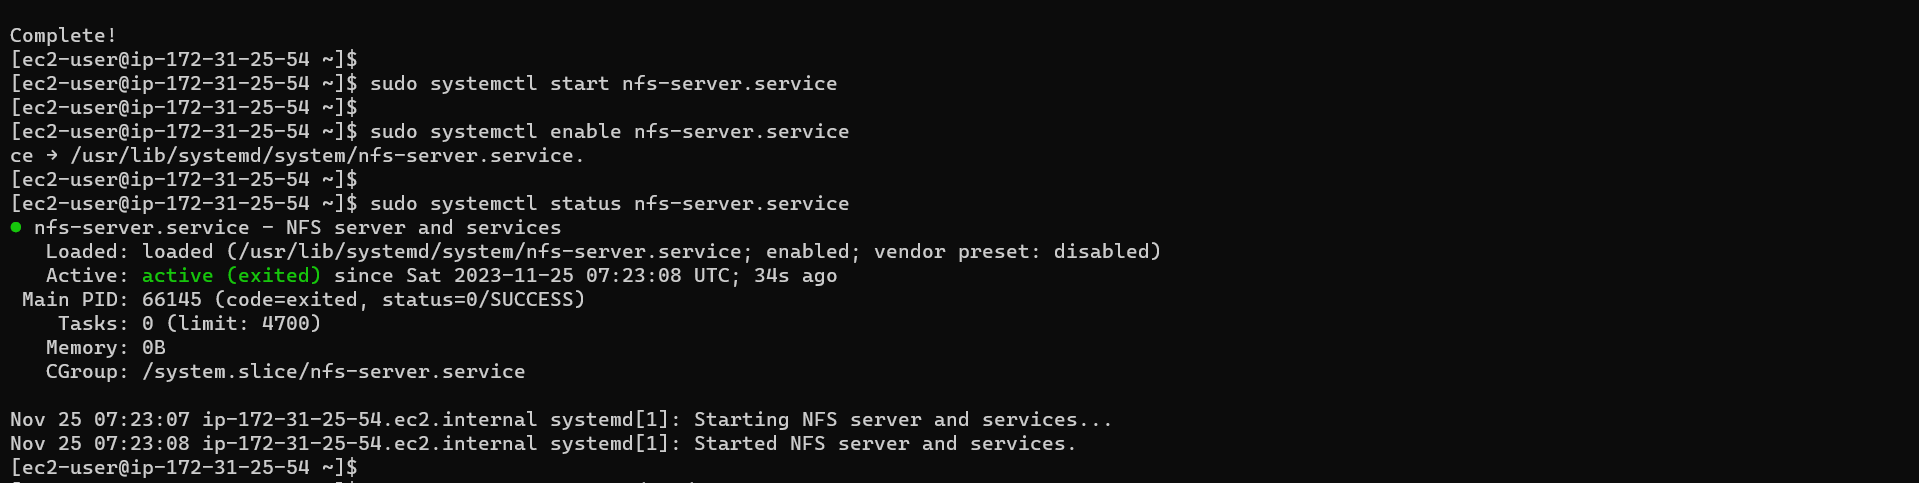 Complete!
[ec2-user@ip-172-31-25-54 ~]$
[ec2-user@ip-172-31-25-54 ~]$ sudo systemctl start nfs-server.service
[ec2-user@ip-172-31-25-54 ~]$
[ec2-user@ip-172-31-25-54 ~]$ sudo systemctl enable nfs-server.service
ce → /usr/lib/systemd/system/nfs-server.service.
[ec2-user@ip-172-31-25-54 ~]$
[ec2-user@ip-172-31-25-54 ~]$ sudo systemctl status nfs-server.service
● nfs-server.service - NFS server and services
   Loaded: loaded (/usr/lib/systemd/system/nfs-server.service; enabled; vendor preset: disabled)
   Active: active (exited) since Sat 2023-11-25 07:23:08 UTC; 34s ago
 Main PID: 66145 (code=exited, status=0/SUCCESS)
    Tasks: 0 (limit: 4700)
   Memory: 0B
   CGroup: /system.slice/nfs-server.service
Nov 25 07:23:07 ip-172-31-25-54.ec2.internal systemd[1]: Starting NFS server and services...
Nov 25 07:23:08 ip-172-31-25-54.ec2.internal systemd[1]: Started NFS server and services.
[ec2-user@ip-172-31-25-54 ~]$